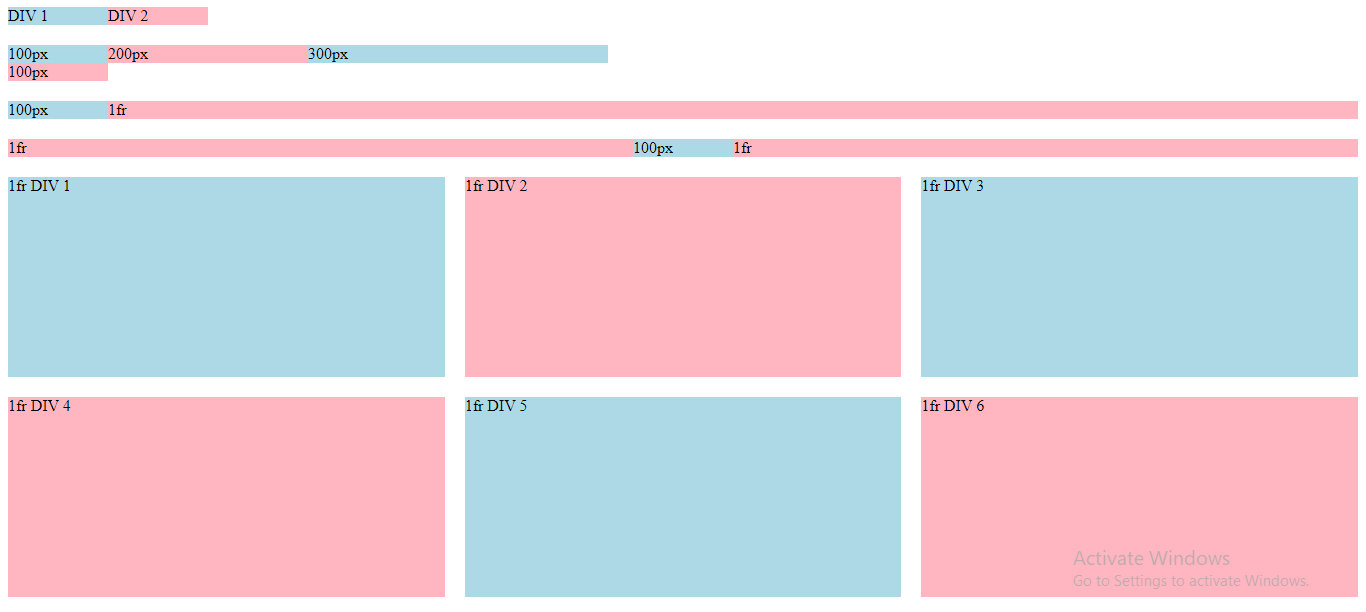 DIV 1 DIV 2
100px 200px 300px
100px
100px 1fr
1fr 100px 1fr
1fr DIV 1 1fr DIV 2 1fr DIV 3
1fr DIV 4 1fr DIV 5 1fr DIV 6
Activate Windows
Go to Settings to activate Windows.